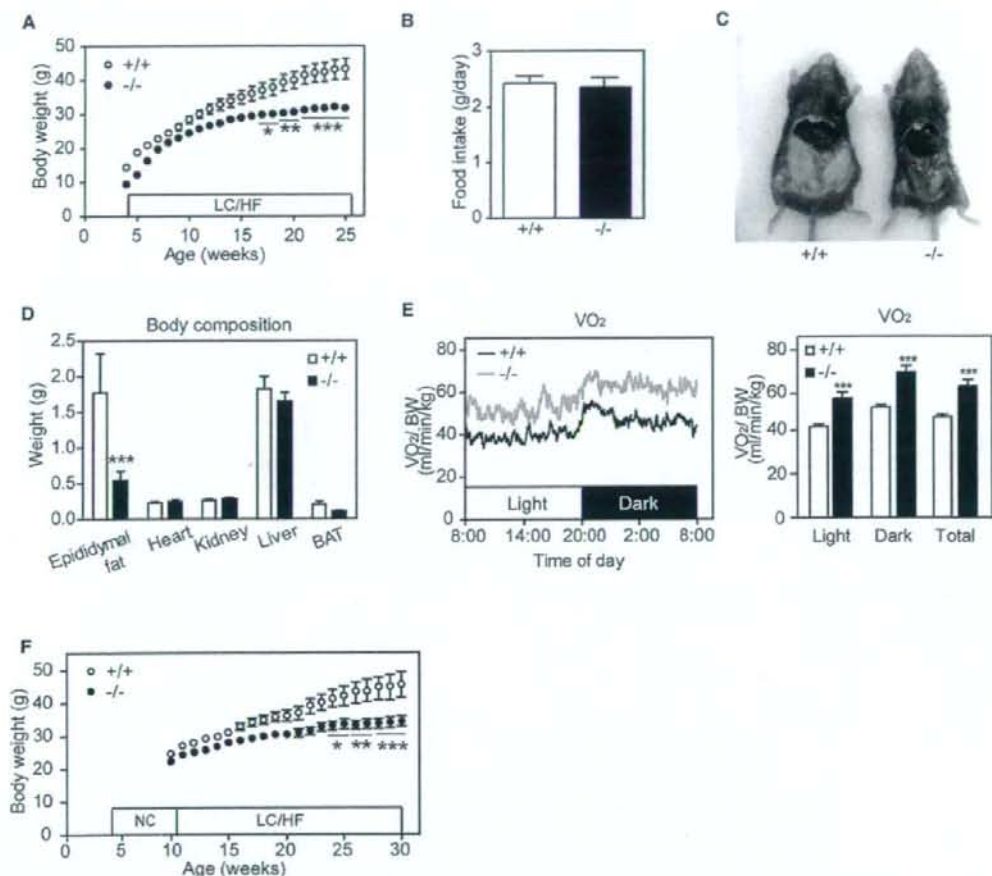 A
Body weight (g)
50
40
30
20
10
0
+/+
-/-
* ** ***
LC/HF
0 5 10 15 20 25
Age (weeks)
B
Food intake (g/day)
3
2
1
0
+/+ -/-
C
+/+ -/-
D
Body composition
Weight (g)
2.5
2.0
1.5
1.0
0.5
0.0
+/+
-/-
***
Epididymal fat
Heart
Kidney
Liver
BAT
E
VO₂
VO₂/ BW
(ml/min/kg)
80
60
40
20
0
+/+
-/-
Light Dark
8:00 14:00 20:00 2:00 8:00
Time of day
VO₂
VO₂/ BW
(ml/min/kg)
80
60
40
20
0
+/+
-/-
*** *** ***
Light Dark Total
F
Body weight (g)
50
40
30
20
10
0
+/+
-/-
* ** ***
NC LC/HF
0 5 10 15 20 25 30
Age (weeks)